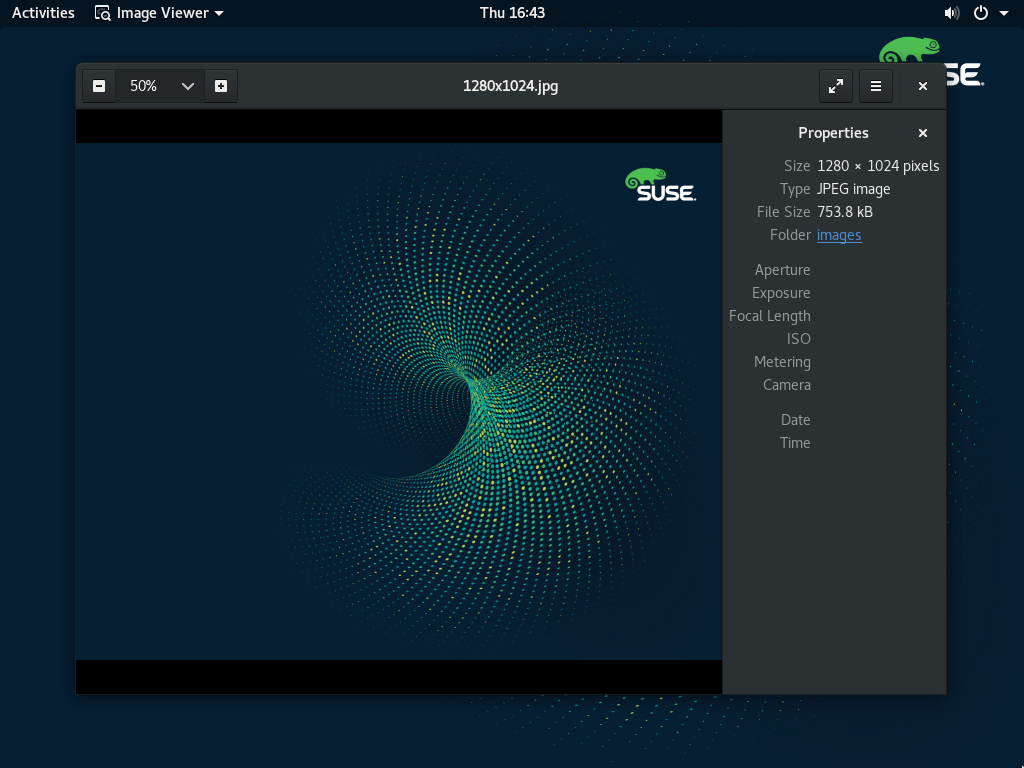 Activities Image Viewer Thu 16:43
SE.
50% 1280x1024.jpg
Properties
Size 1280 × 1024 pixels
Type JPEG image
File Size 753.8 kB
Folder images
Aperture
Exposure
Focal Length
ISO
Metering
Camera
Date
Time
SUSE.